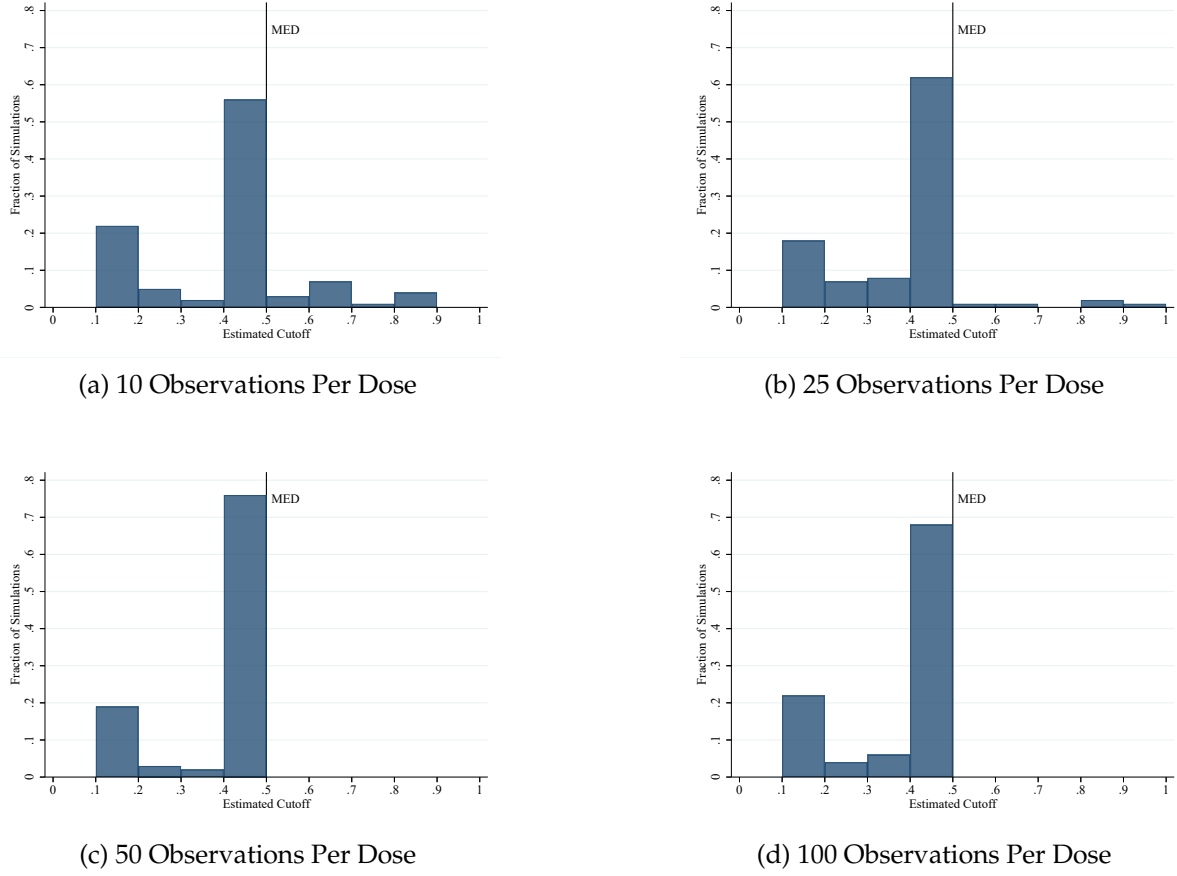 Fraction of Simulations
0 .1 .2 .3 .4 .5 .6 .7 .8
MED
0 .1 .2 .3 .4 .5 .6 .7 .8 .9 1
Estimated Cutoff
(a) 10 Observations Per Dose
Fraction of Simulations
0 .1 .2 .3 .4 .5 .6 .7 .8
MED
0 .1 .2 .3 .4 .5 .6 .7 .8 .9 1
Estimated Cutoff
(b) 25 Observations Per Dose
Fraction of Simulations
0 .1 .2 .3 .4 .5 .6 .7 .8
MED
0 .1 .2 .3 .4 .5 .6 .7 .8 .9 1
Estimated Cutoff
(c) 50 Observations Per Dose
Fraction of Simulations
0 .1 .2 .3 .4 .5 .6 .7 .8
MED
0 .1 .2 .3 .4 .5 .6 .7 .8 .9 1
Estimated Cutoff
(d) 100 Observations Per Dose